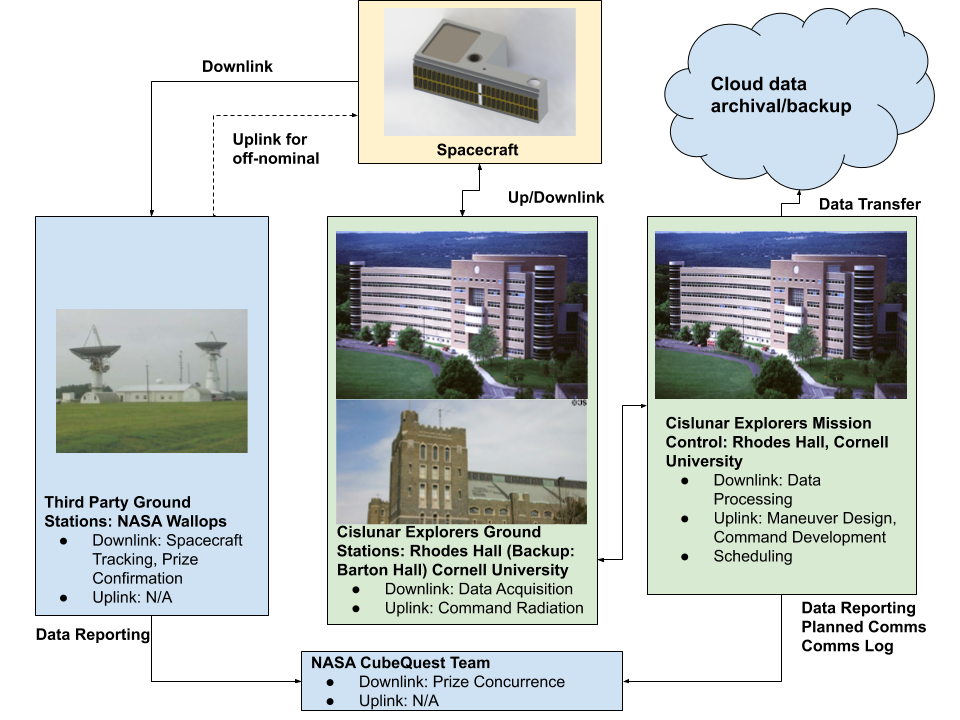 Downlink
Uplink for
off-nominal
Spacecraft
Cloud data
archival/backup
Up/Downlink
Data Transfer
Third Party Ground
Stations: NASA Wallops
● Downlink: Spacecraft
Tracking, Prize
Confirmation
● Uplink: N/A
©JS
Cislunar Explorers Ground
Stations: Rhodes Hall (Backup:
Barton Hall) Cornell University
● Downlink: Data Acquisition
● Uplink: Command Radiation
Cislunar Explorers Mission
Control: Rhodes Hall, Cornell
University
● Downlink: Data
Processing
● Uplink: Maneuver Design,
Command Development
● Scheduling
Data Reporting
Data Reporting
Planned Comms
Comms Log
NASA CubeQuest Team
● Downlink: Prize Concurrence
● Uplink: N/A